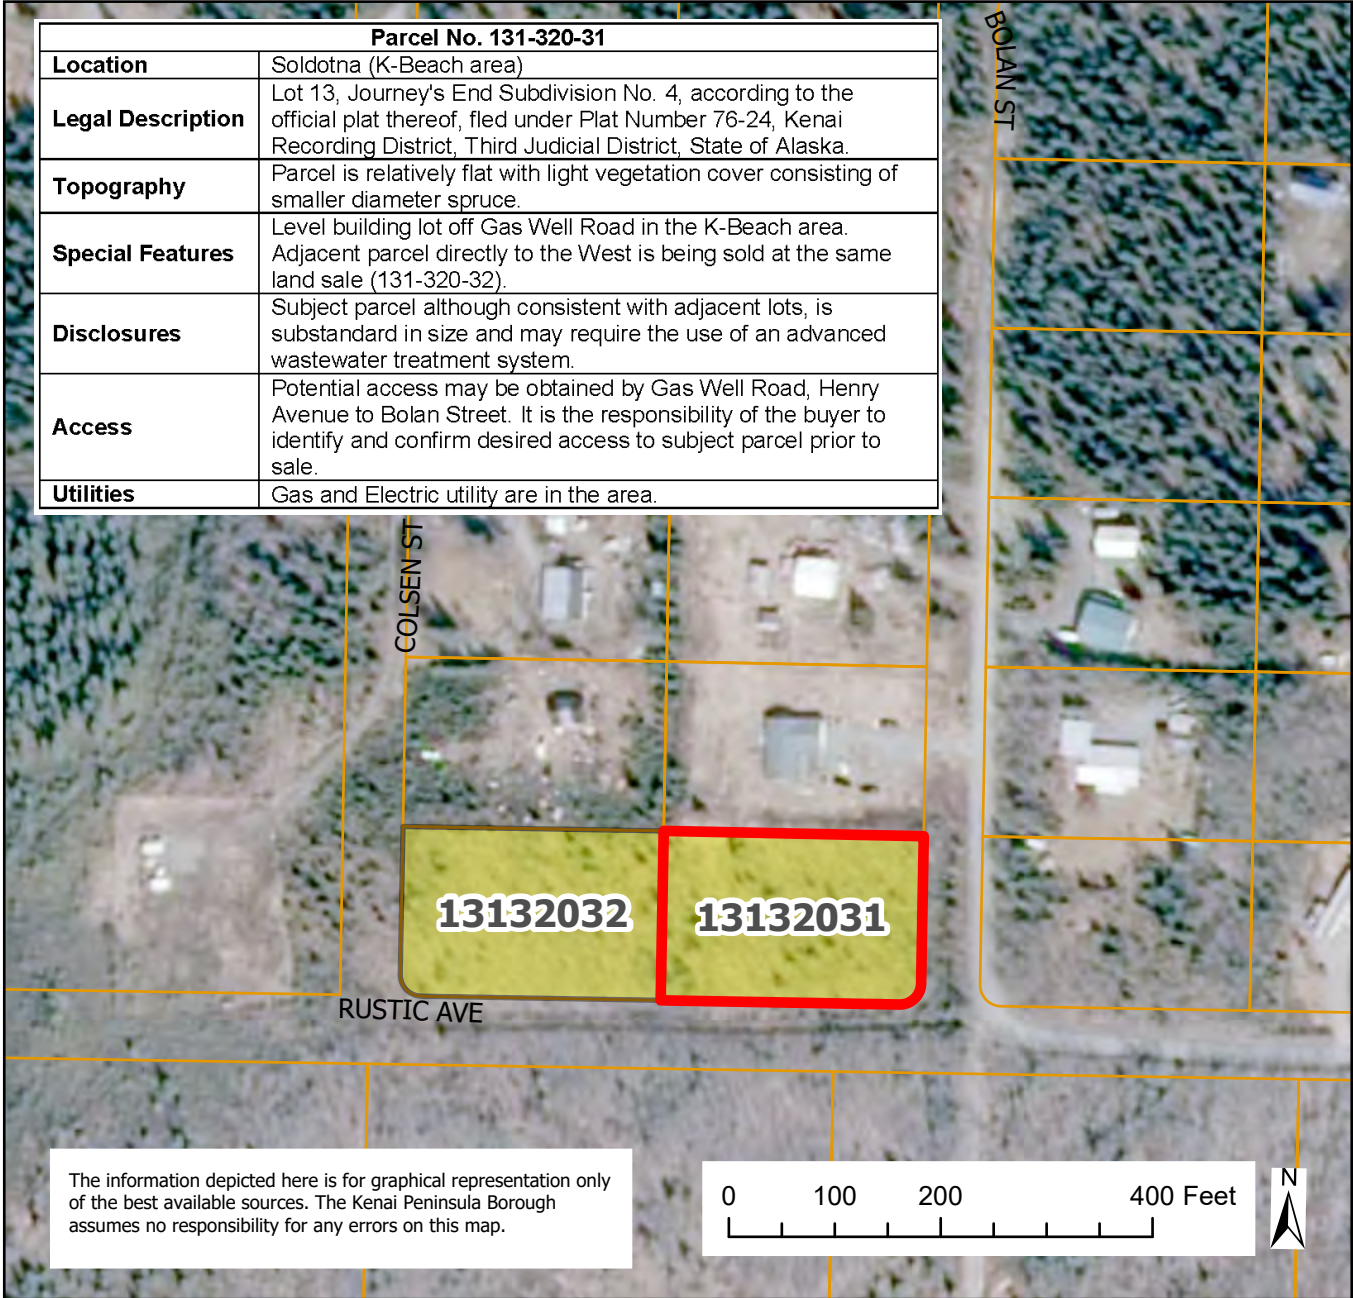 Parcel No. 131-320-31
Location
Soldotna (K-Beach area)
Legal Description
Lot 13, Journey's End Subdivision No. 4, according to the
official plat thereof, fled under Plat Number 76-24, Kenai
Recording District, Third Judicial District, State of Alaska.
Topography
Parcel is relatively flat with light vegetation cover consisting of
smaller diameter spruce.
Special Features
Level building lot off Gas Well Road in the K-Beach area.
Adjacent parcel directly to the West is being sold at the same
land sale (131-320-32).
Disclosures
Subject parcel although consistent with adjacent lots, is
substandard in size and may require the use of an advanced
wastewater treatment system.
Access
Potential access may be obtained by Gas Well Road, Henry
Avenue to Bolan Street. It is the responsibility of the buyer to
identify and confirm desired access to subject parcel prior to
sale.
Utilities
Gas and Electric utility are in the area.
BOLAN ST
COLSEN ST
13132032
13132031
RUSTIC AVE
The information depicted here is for graphical representation only
of the best available sources. The Kenai Peninsula Borough
assumes no responsibility for any errors on this map.
0 100 200 400 Feet
N